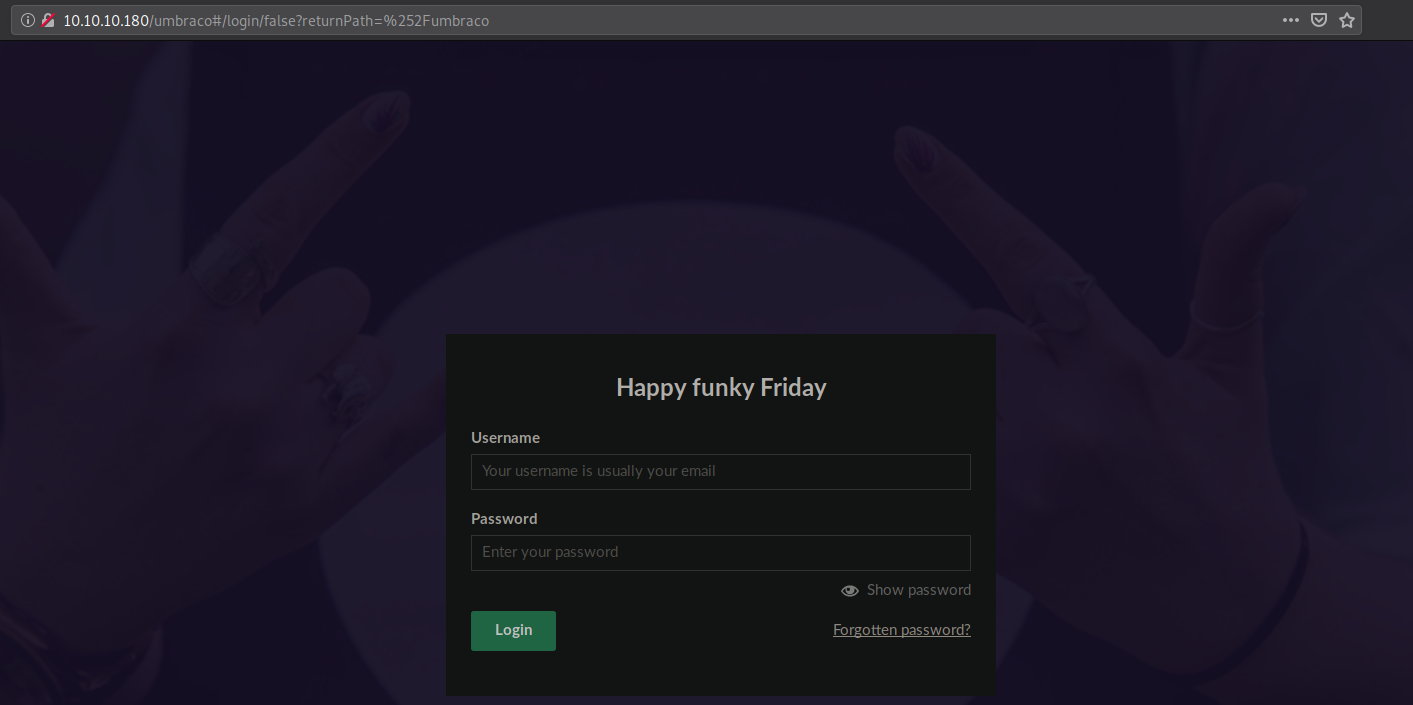 10.10.10.180/umbraco#/login/false?returnPath=%252Fumbraco
Happy funky Friday
Username
Your username is usually your email
Password
Enter your password
Show password
Login
Forgotten password?